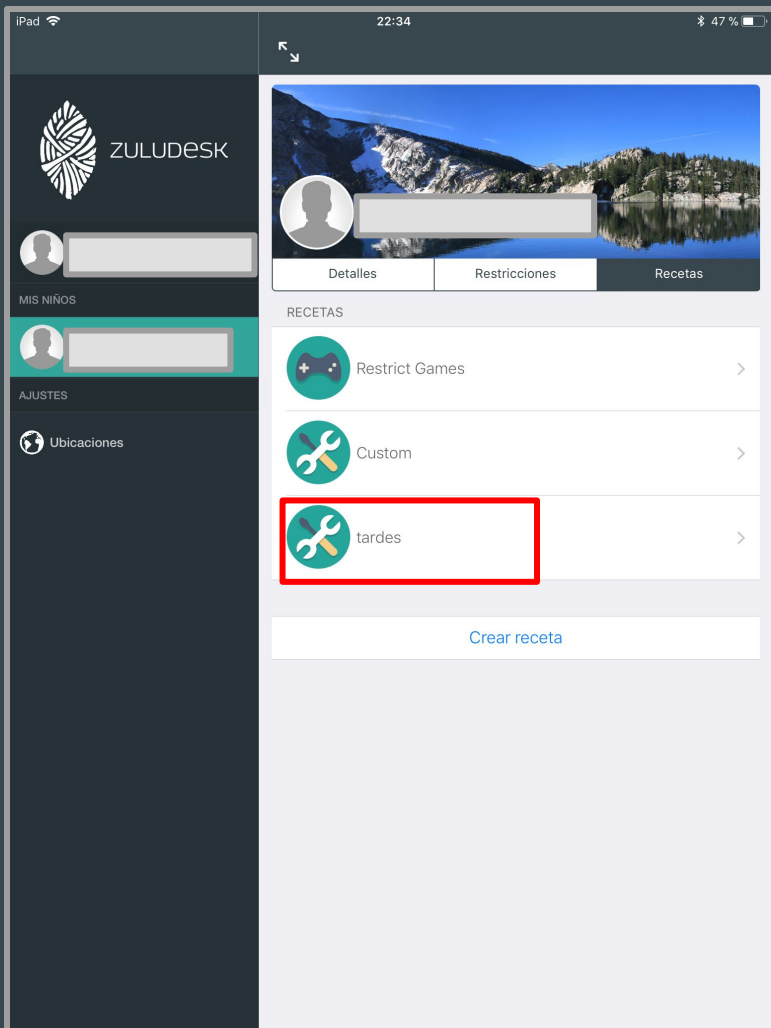 iPad 22:34 47 %
ZULUDESK
MIS NIÑOS
AJUSTES
Ubicaciones
Detalles Restricciones Recetas
RECETAS
Restrict Games
Custom
tardes
Crear receta